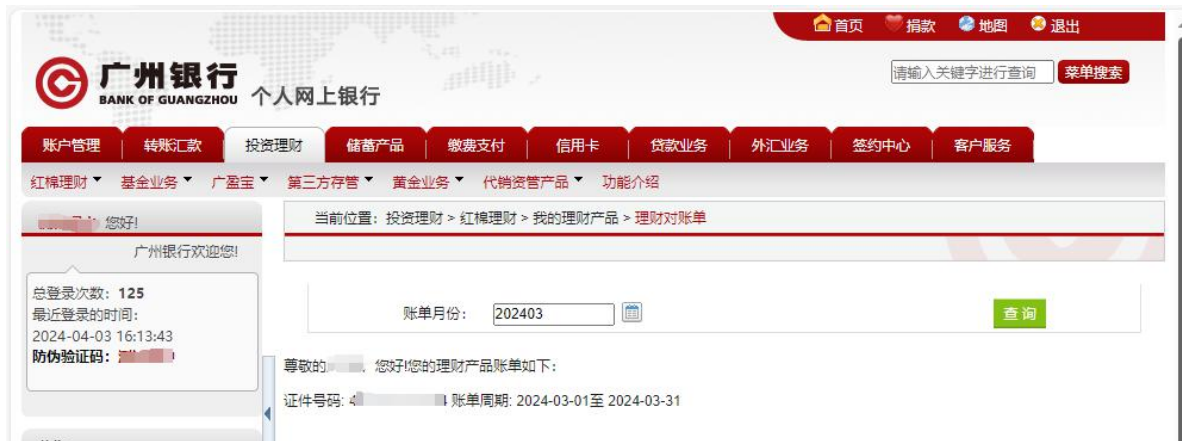 首页 捐款 地图 退出
广州银行
BANK OF GUANGZHOU 个人网上银行
请输入关键字进行查询 菜单搜索
账户管理 转账汇款 投资理财 储蓄产品 缴费支付 信用卡 贷款业务 外汇业务 签约中心 客户服务
红棉理财 基金业务 广盈宝 第三方存管 黄金业务 代销资管产品 功能介绍
您好!
当前位置：投资理财 > 红棉理财 > 我的理财产品 > 理财对账单
广州银行欢迎您!
总登录次数：125
最近登录的时间：
2024-04-03 16:13:43
防伪验证码：
账单月份： 202403 查询
尊敬的 您好!您的理财产品账单如下：
证件号码: 4 账单周期: 2024-03-01至 2024-03-31